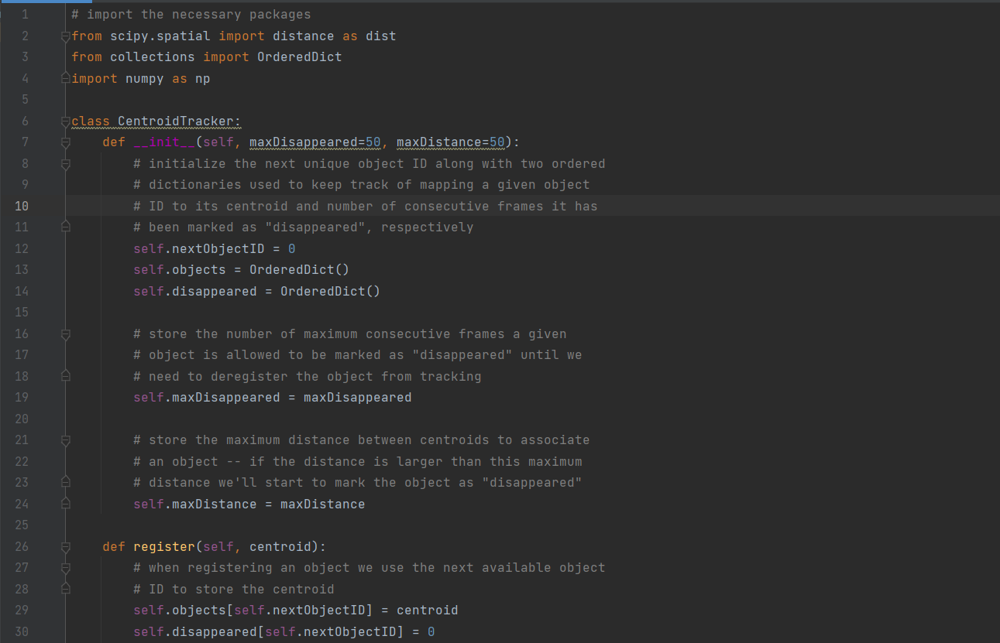 1 # import the necessary packages
2 from scipy.spatial import distance as dist
3 from collections import OrderedDict
4 import numpy as np
5
6 class CentroidTracker:
7     def __init__(self, maxDisappeared=50, maxDistance=50):
8         # initialize the next unique object ID along with two ordered
9         # dictionaries used to keep track of mapping a given object
10         # ID to its centroid and number of consecutive frames it has
11         # been marked as "disappeared", respectively
12         self.nextObjectID = 0
13         self.objects = OrderedDict()
14         self.disappeared = OrderedDict()
15
16         # store the number of maximum consecutive frames a given
17         # object is allowed to be marked as "disappeared" until we
18         # need to deregister the object from tracking
19         self.maxDisappeared = maxDisappeared
20
21         # store the maximum distance between centroids to associate
22         # an object -- if the distance is larger than this maximum
23         # distance we'll start to mark the object as "disappeared"
24         self.maxDistance = maxDistance
25
26     def register(self, centroid):
27         # when registering an object we use the next available object
28         # ID to store the centroid
29         self.objects[self.nextObjectID] = centroid
30         self.disappeared[self.nextObjectID] = 0